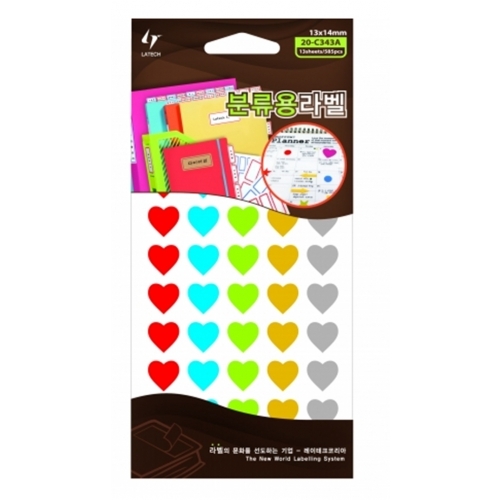 LATECH
13x14mm
20-C343A
13sheets/585pcs
분류용라벨
Planner
라벨의 문화를 선도하는 기업 - 레이테크코리아
The New World Labelling System